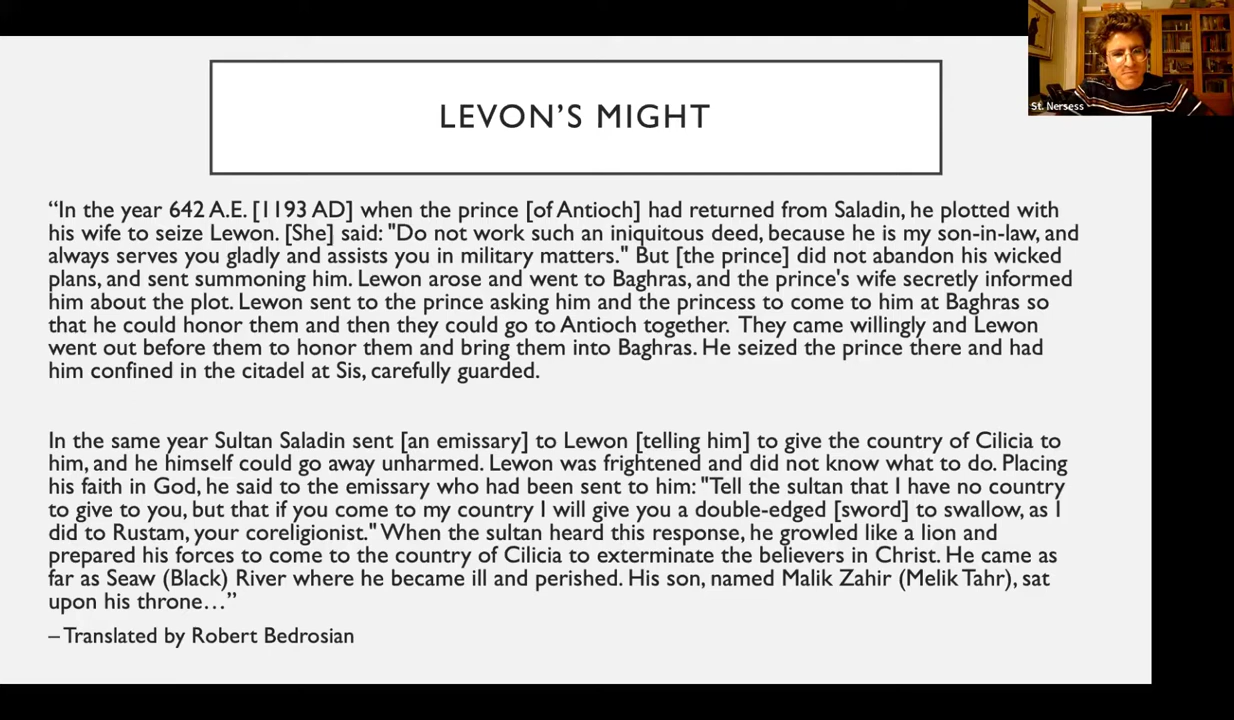 St. Nersess
LEVON'S MIGHT
“In the year 642 A.E. [1193 AD] when the prince [of Antioch] had returned from Saladin, he plotted with
his wife to seize Lewon. [She] said: "Do not work such an iniquitous deed, because he is my son-in-law, and
always serves you gladly and assists you in military matters." But [the prince] did not abandon his wicked
plans, and sent summoning him. Lewon arose and went to Baghras, and the prince's wife secretly informed
him about the plot. Lewon sent to the prince asking him and the princess to come to him at Baghras so
that he could honor them and then they could go to Antioch together. They came willingly and Lewon
went out before them to honor them and bring them into Baghras. He seized the prince there and had
him confined in the citadel at Sis, carefully guarded.
In the same year Sultan Saladin sent [an emissary] to Lewon [telling him] to give the country of Cilicia to
him, and he himself could go away unharmed. Lewon was frightened and did not know what to do. Placing
his faith in God, he said to the emissary who had been sent to him: "Tell the sultan that I have no country
to give to you, but that if you come to my country I will give you a double-edged [sword] to swallow, as I
did to Rustam, your coreligionist." When the sultan heard this response, he growled like a lion and
prepared his forces to come to the country of Cilicia to exterminate the believers in Christ. He came as
far as Seaw (Black) River where he became ill and perished. His son, named Malik Zahir (Melik Tahr), sat
upon his throne…”
– Translated by Robert Bedrosian